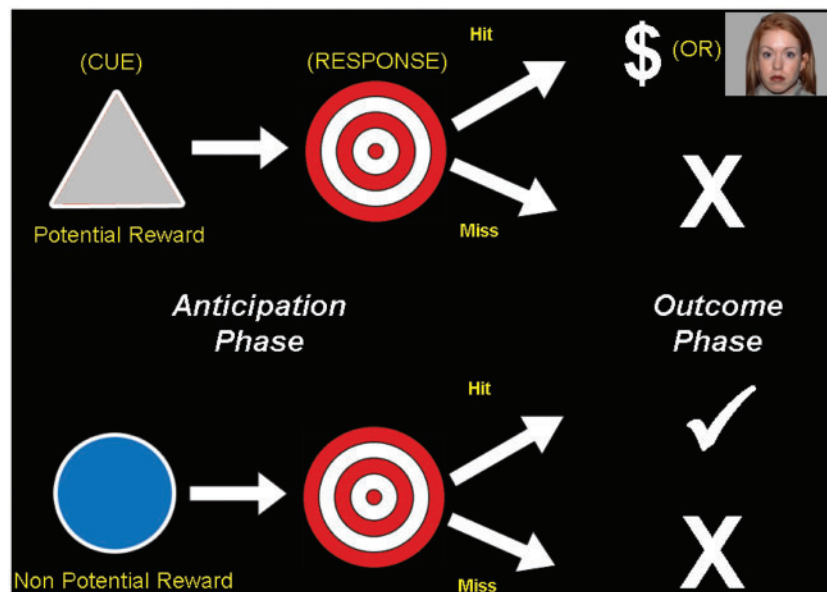 Hit
(CUE)
(RESPONSE)
$ (OR)
Potential Reward
Miss
X
Anticipation
Phase
Outcome
Phase
Hit
Non Potential Reward
Miss
X